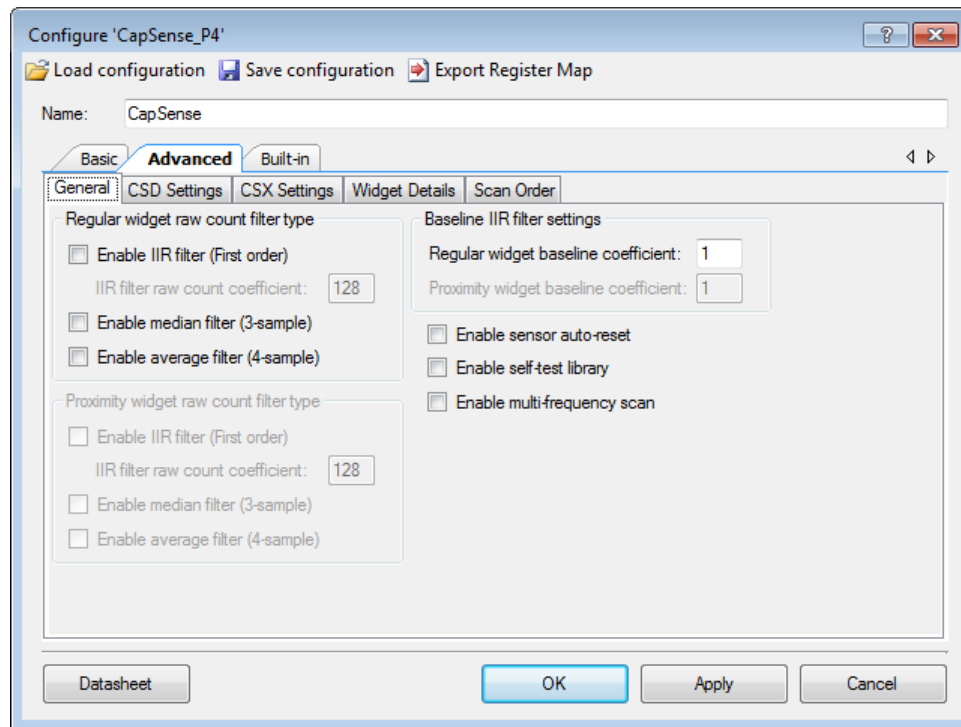 Configure 'CapSense_P4'
Load configuration Save configuration Export Register Map
Name: CapSense
Basic Advanced Built-in
General CSD Settings CSX Settings Widget Details Scan Order
Regular widget raw count filter type
Enable IIR filter (First order)
IIR filter raw count coefficient: 128
Enable median filter (3-sample)
Enable average filter (4-sample)
Proximity widget raw count filter type
Enable IIR filter (First order)
IIR filter raw count coefficient: 128
Enable median filter (3-sample)
Enable average filter (4-sample)
Baseline IIR filter settings
Regular widget baseline coefficient: 1
Proximity widget baseline coefficient: 1
Enable sensor auto-reset
Enable self-test library
Enable multi-frequency scan
Datasheet OK Apply Cancel